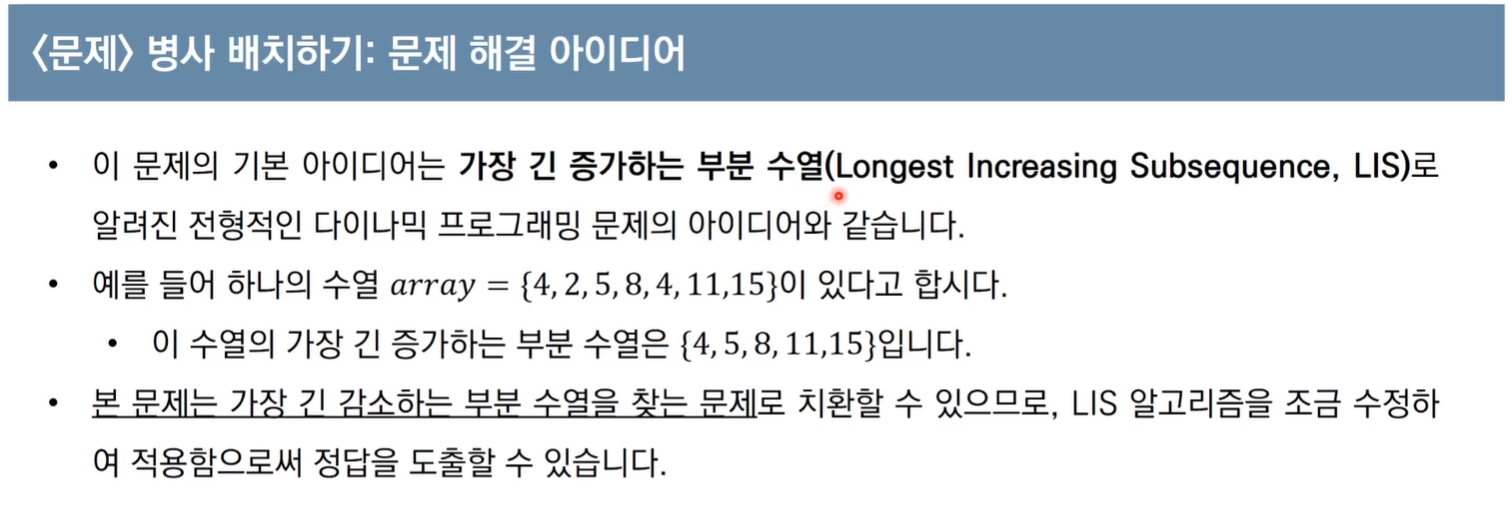 〈문제〉 병사 배치하기: 문제 해결 아이디어
• 이 문제의 기본 아이디어는 가장 긴 증가하는 부분 수열(Longest Increasing Subsequence, LIS)로
알려진 전형적인 다이나믹 프로그래밍 문제의 아이디어와 같습니다.
• 예를 들어 하나의 수열 array = {4, 2, 5, 8, 4, 11,15}이 있다고 합시다.
• 이 수열의 가장 긴 증가하는 부분 수열은 {4, 5, 8, 11,15}입니다.
• 본 문제는 가장 긴 감소하는 부분 수열을 찾는 문제로 치환할 수 있으므로, LIS 알고리즘을 조금 수정하
여 적용함으로써 정답을 도출할 수 있습니다.